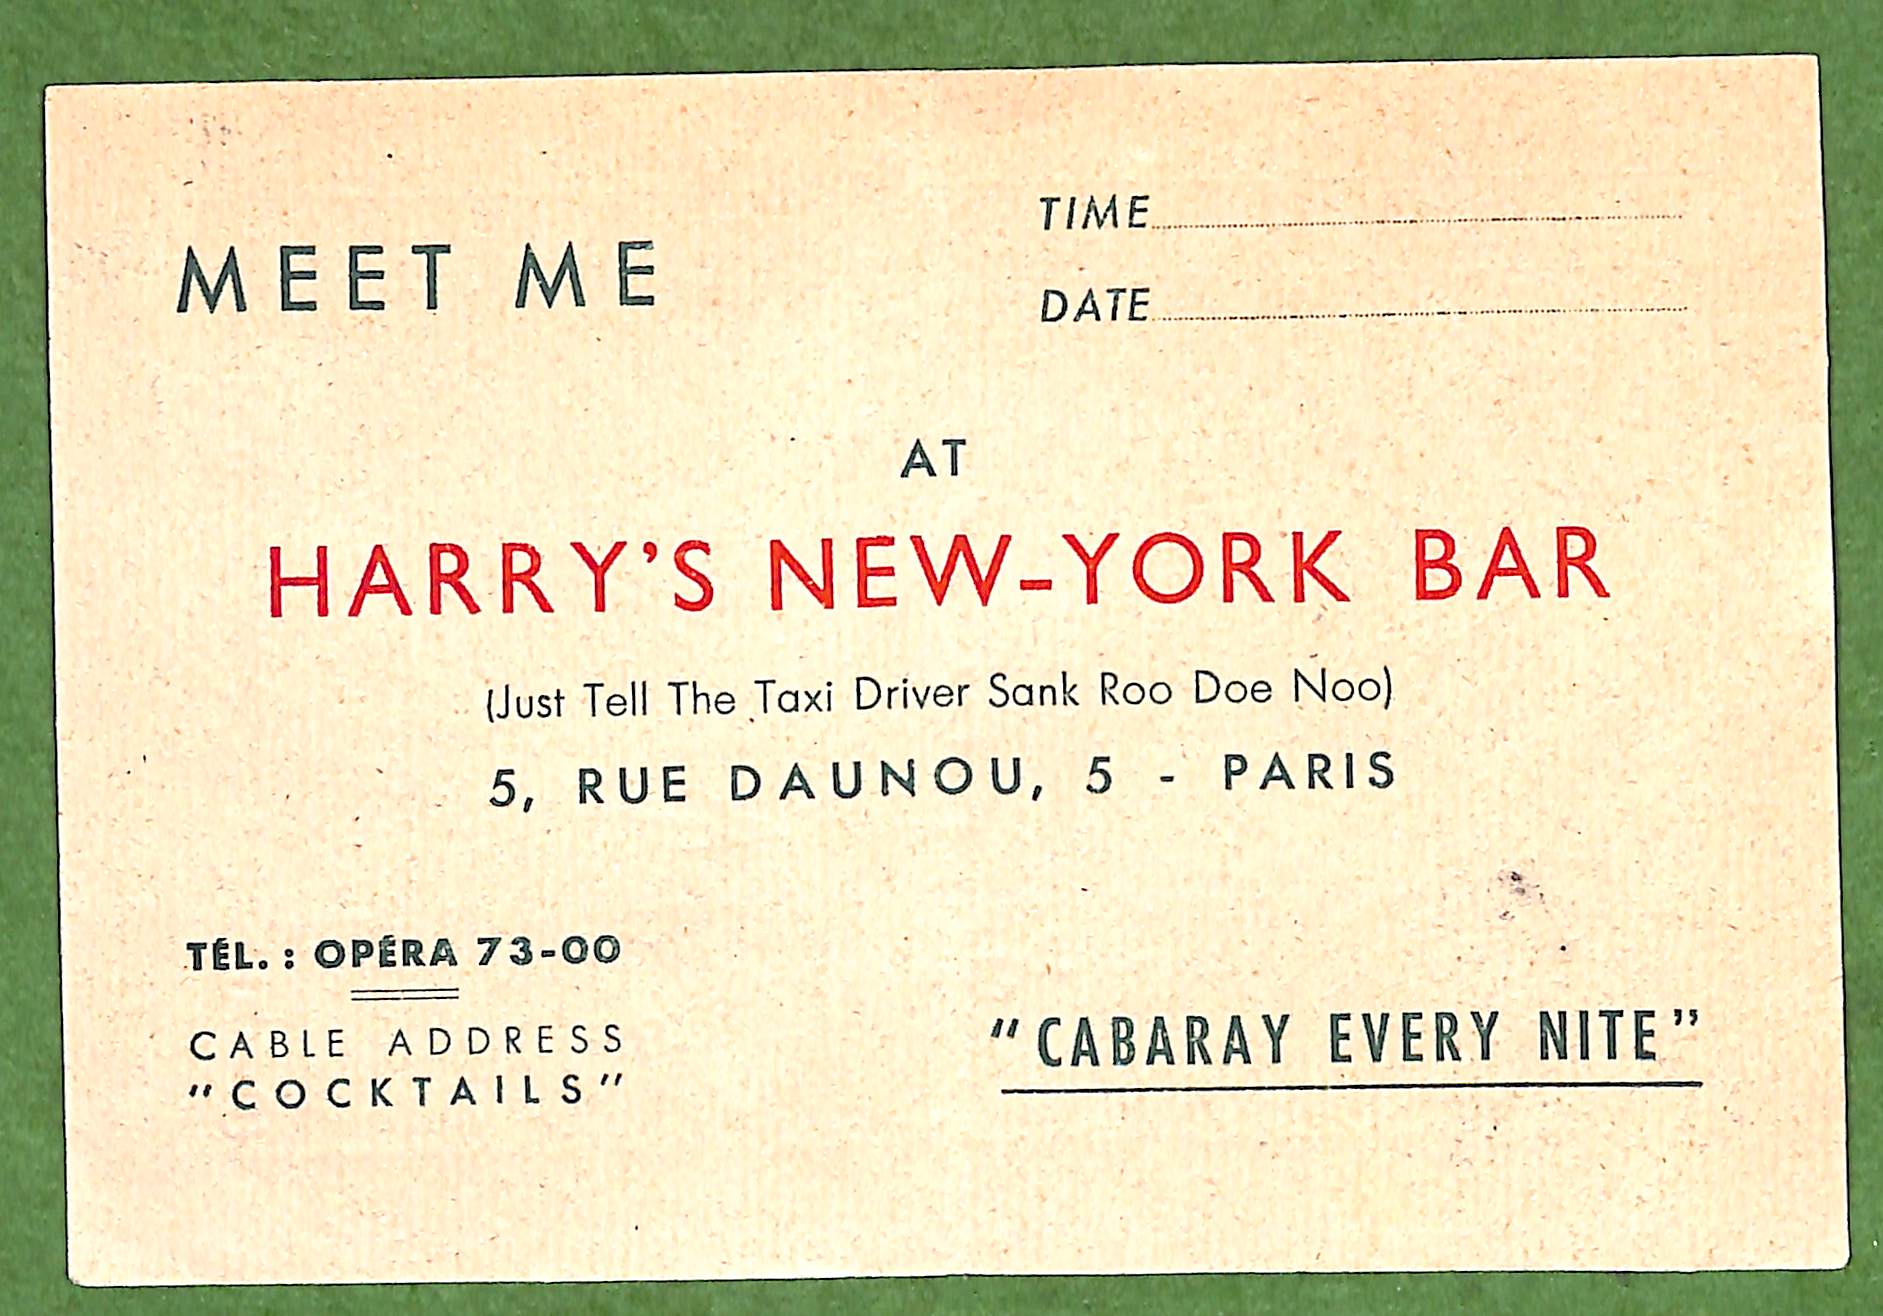 MEET ME
TIME
DATE
AT
HARRY'S NEW-YORK BAR
(Just Tell The Taxi Driver Sank Roo Doe Noo)
5, RUE DAUNOU, 5 - PARIS
TÉL. : OPÉRA 73-00
CABLE ADDRESS
"COCKTAILS"
"CABARAY EVERY NITE"